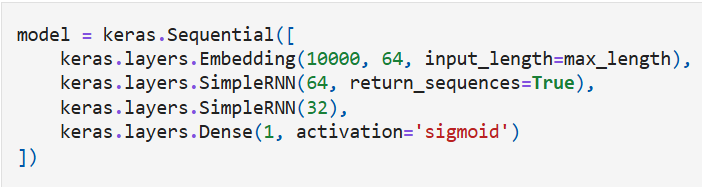 model = keras.Sequential([
    keras.layers.Embedding(10000, 64, input_length=max_length),
    keras.layers.SimpleRNN(64, return_sequences=True),
    keras.layers.SimpleRNN(32),
    keras.layers.Dense(1, activation='sigmoid')
])